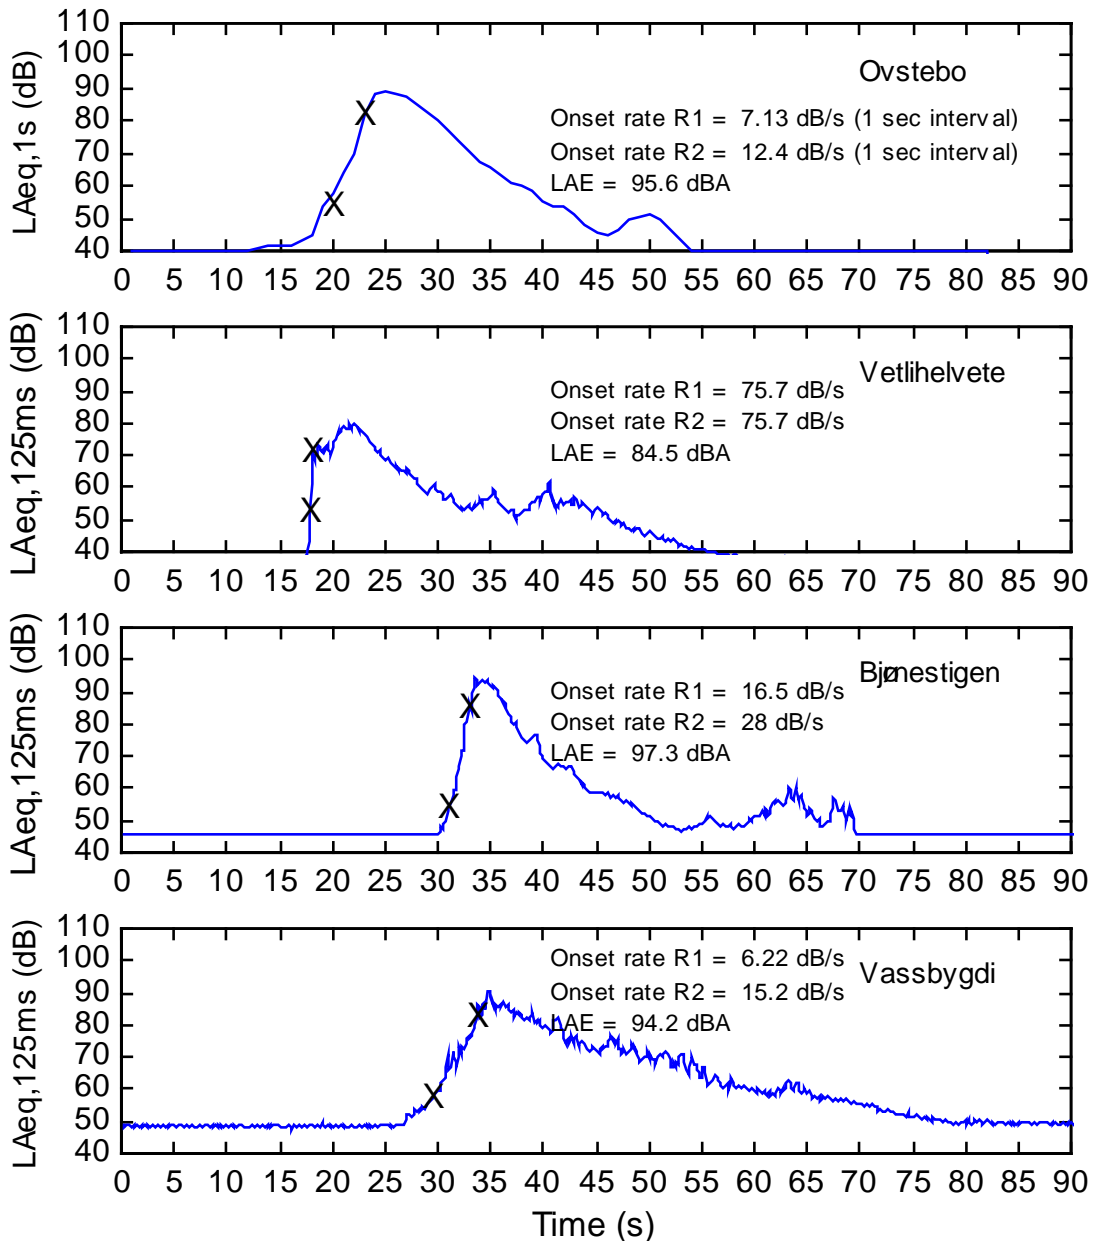 110
100
90
80
70
60
50
40
LAeq,1s (dB)
Ovstebo
Onset rate R1 = 7.13 dB/s (1 sec interval)
Onset rate R2 = 12.4 dB/s (1 sec interval)
LAE = 95.6 dBA
0 5 10 15 20 25 30 35 40 45 50 55 60 65 70 75 80 85 90
110
100
90
80
70
60
50
40
LAeq,125ms (dB)
Vetlihelvete
Onset rate R1 = 75.7 dB/s
Onset rate R2 = 75.7 dB/s
LAE = 84.5 dBA
0 5 10 15 20 25 30 35 40 45 50 55 60 65 70 75 80 85 90
110
100
90
80
70
60
50
40
LAeq,125ms (dB)
Bjønestigen
Onset rate R1 = 16.5 dB/s
Onset rate R2 = 28 dB/s
LAE = 97.3 dBA
0 5 10 15 20 25 30 35 40 45 50 55 60 65 70 75 80 85 90
110
100
90
80
70
60
50
40
LAeq,125ms (dB)
Onset rate R1 = 6.22 dB/s
Vassbygdi
Onset rate R2 = 15.2 dB/s
LAE = 94.2 dBA
0 5 10 15 20 25 30 35 40 45 50 55 60 65 70 75 80 85 90
Time (s)